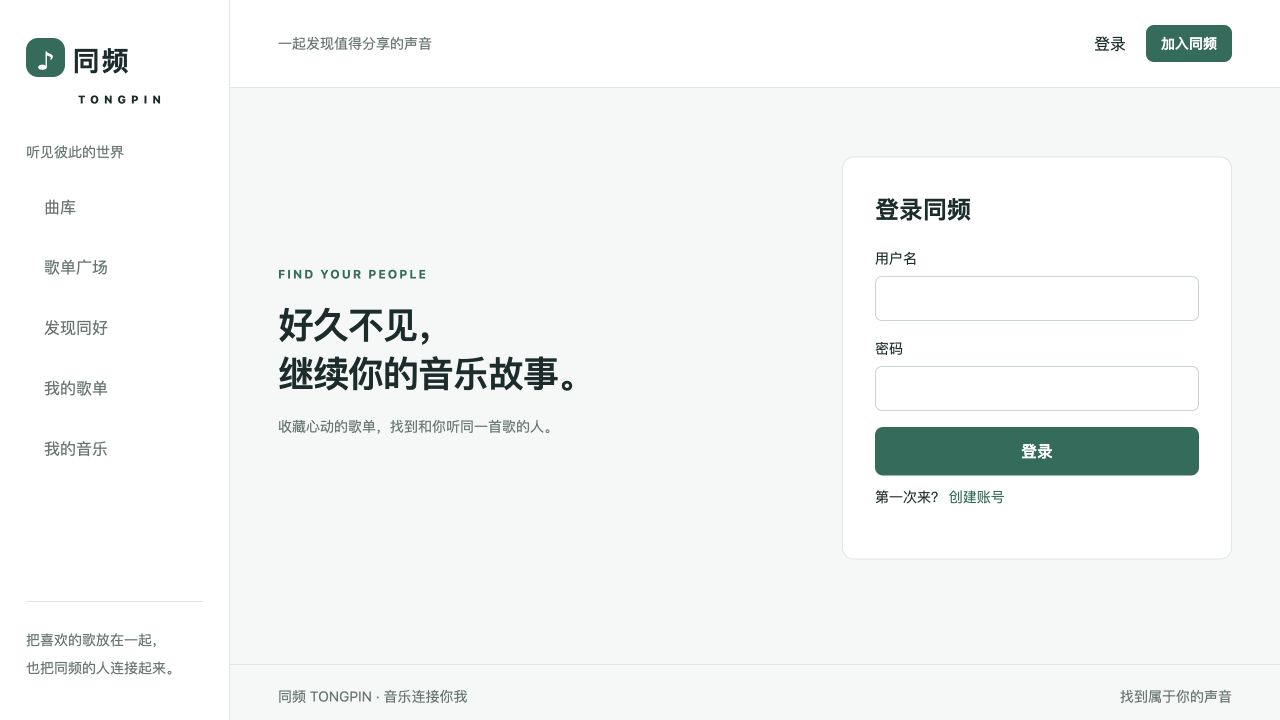 同频
TONGPIN
听见彼此的世界
曲库
歌单广场
发现同好
我的歌单
我的音乐
把喜欢的歌放在一起，
也把同频的人连接起来。
一起发现值得分享的声音
登录
加入同频
FIND YOUR PEOPLE
好久不见，
继续你的音乐故事。
收藏心动的歌单，找到和你听同一首歌的人。
登录同频
用户名
密码
登录
第一次来？ 创建账号
同频 TONGPIN · 音乐连接你我
找到属于你的声音